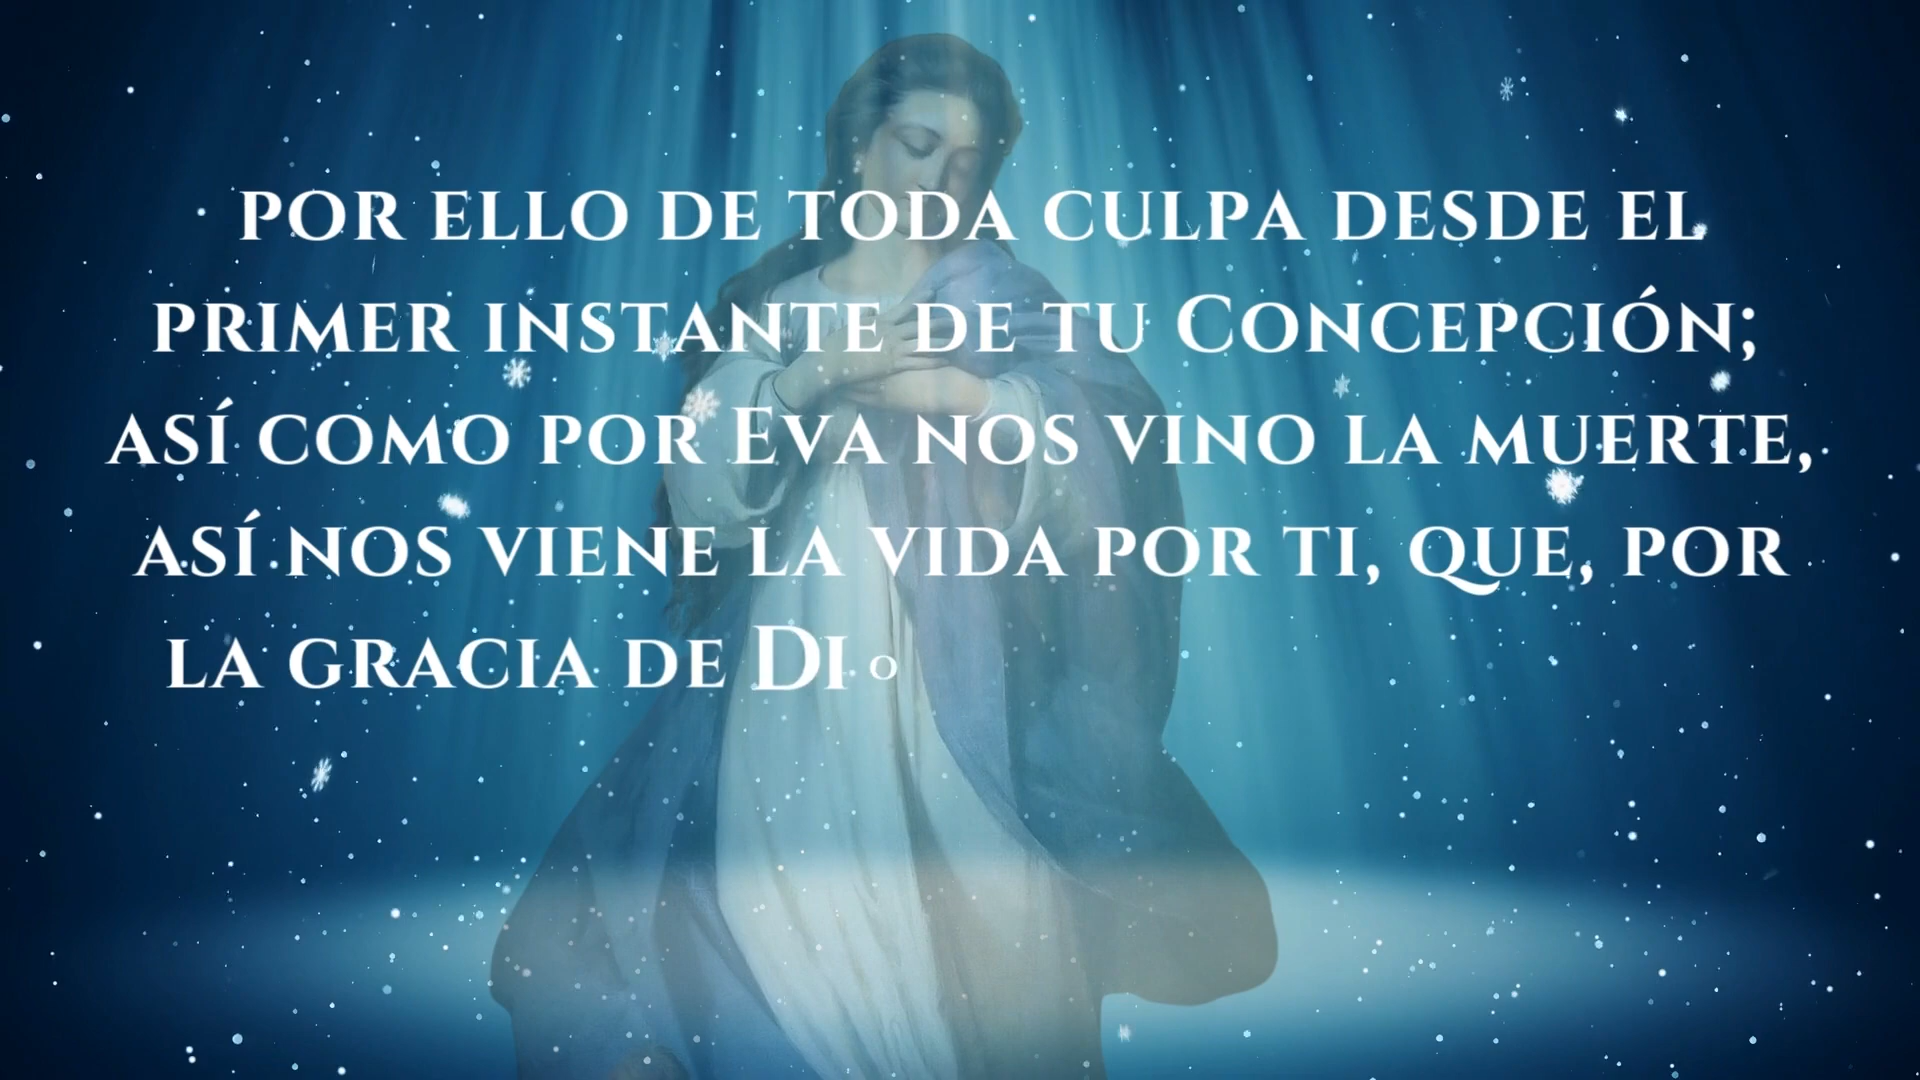 por ello de toda culpa desde el
primer instante de tu Concepción;
así como por Eva nos vino la muerte,
así nos viene la vida por ti, que, por
la gracia de Dio